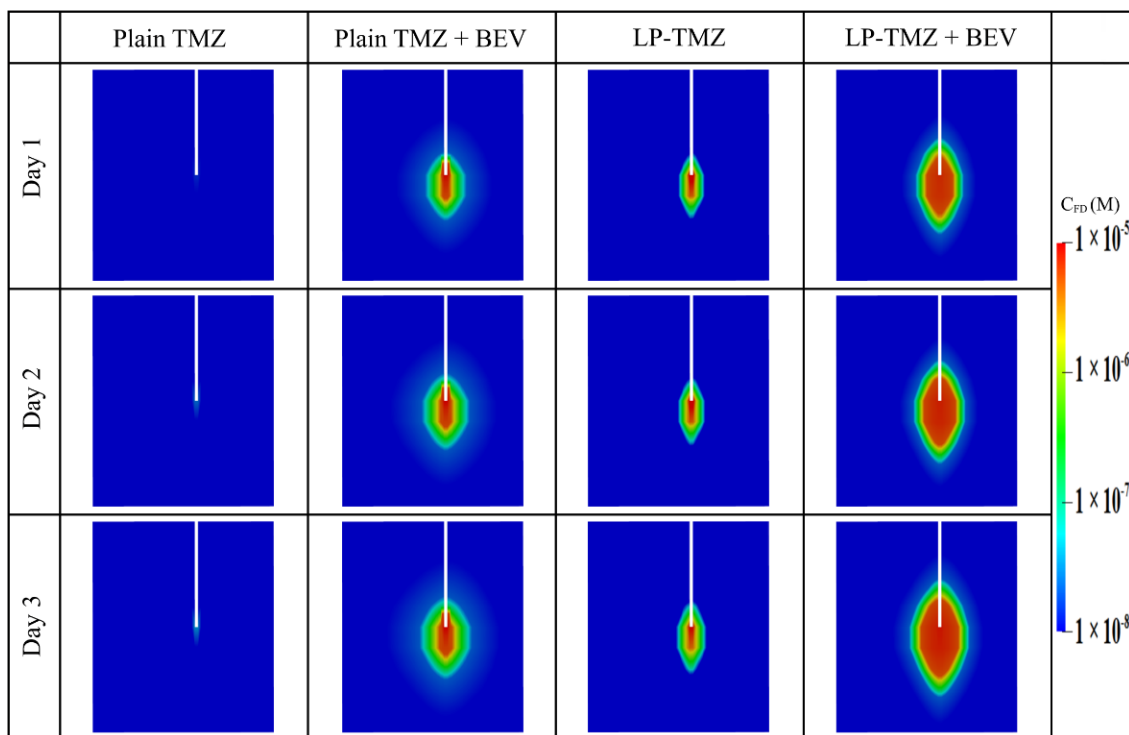 Plain TMZ
Plain TMZ + BEV
LP-TMZ
LP-TMZ + BEV
Day 1
Day 2
Day 3
C_FD (M)
1 × 10⁻⁵
1 × 10⁻⁶
1 × 10⁻⁷
1 × 10⁻⁸